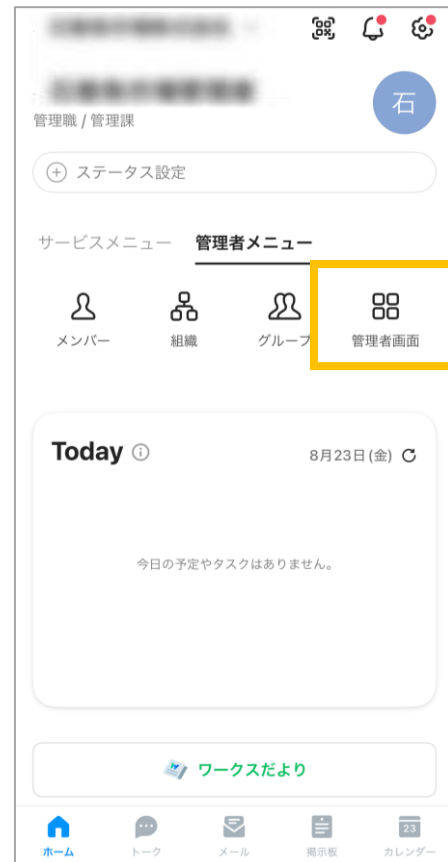 管理職 / 管理課
石
ステータス設定
サービスメニュー 管理者メニュー
メンバー 組織 グループ 管理者画面
Today 8月23日(金)
今日の予定やタスクはありません。
ワークスだより
23
ホーム トーク メール 掲示板 カレンダー